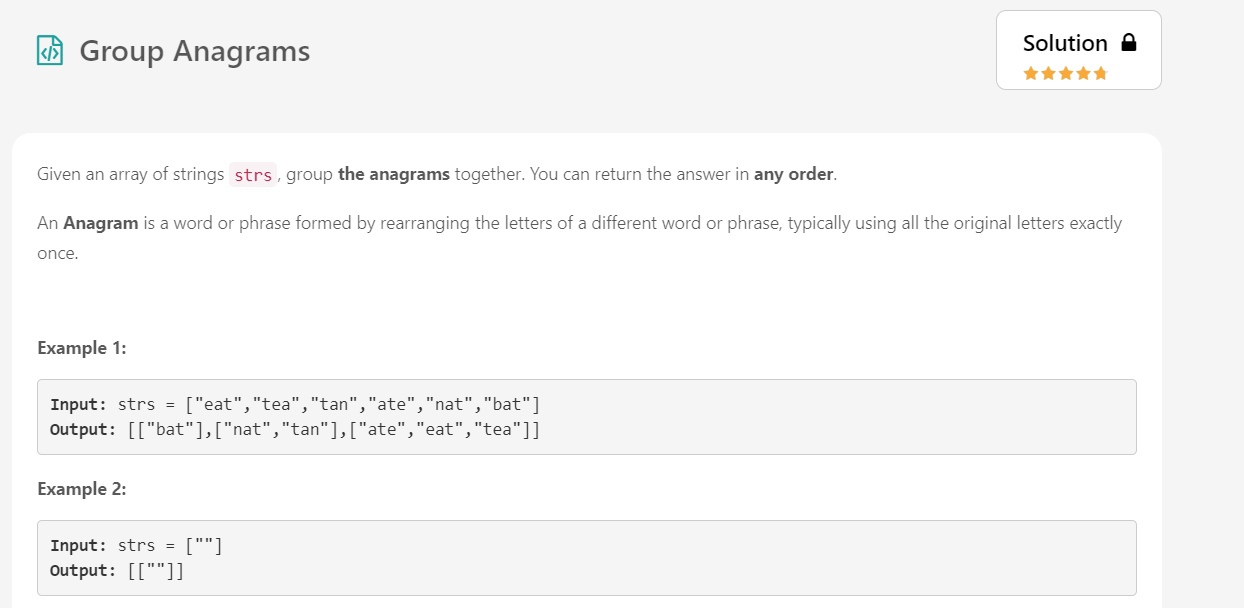 Group Anagrams
Solution
Given an array of strings strs, group the anagrams together. You can return the answer in any order.
An Anagram is a word or phrase formed by rearranging the letters of a different word or phrase, typically using all the original letters exactly
once.
Example 1:
Input: strs = ["eat","tea","tan","ate","nat","bat"]
Output: [["bat"],["nat","tan"],["ate","eat","tea"]]
Example 2:
Input: strs = [""]
Output: [[""]]